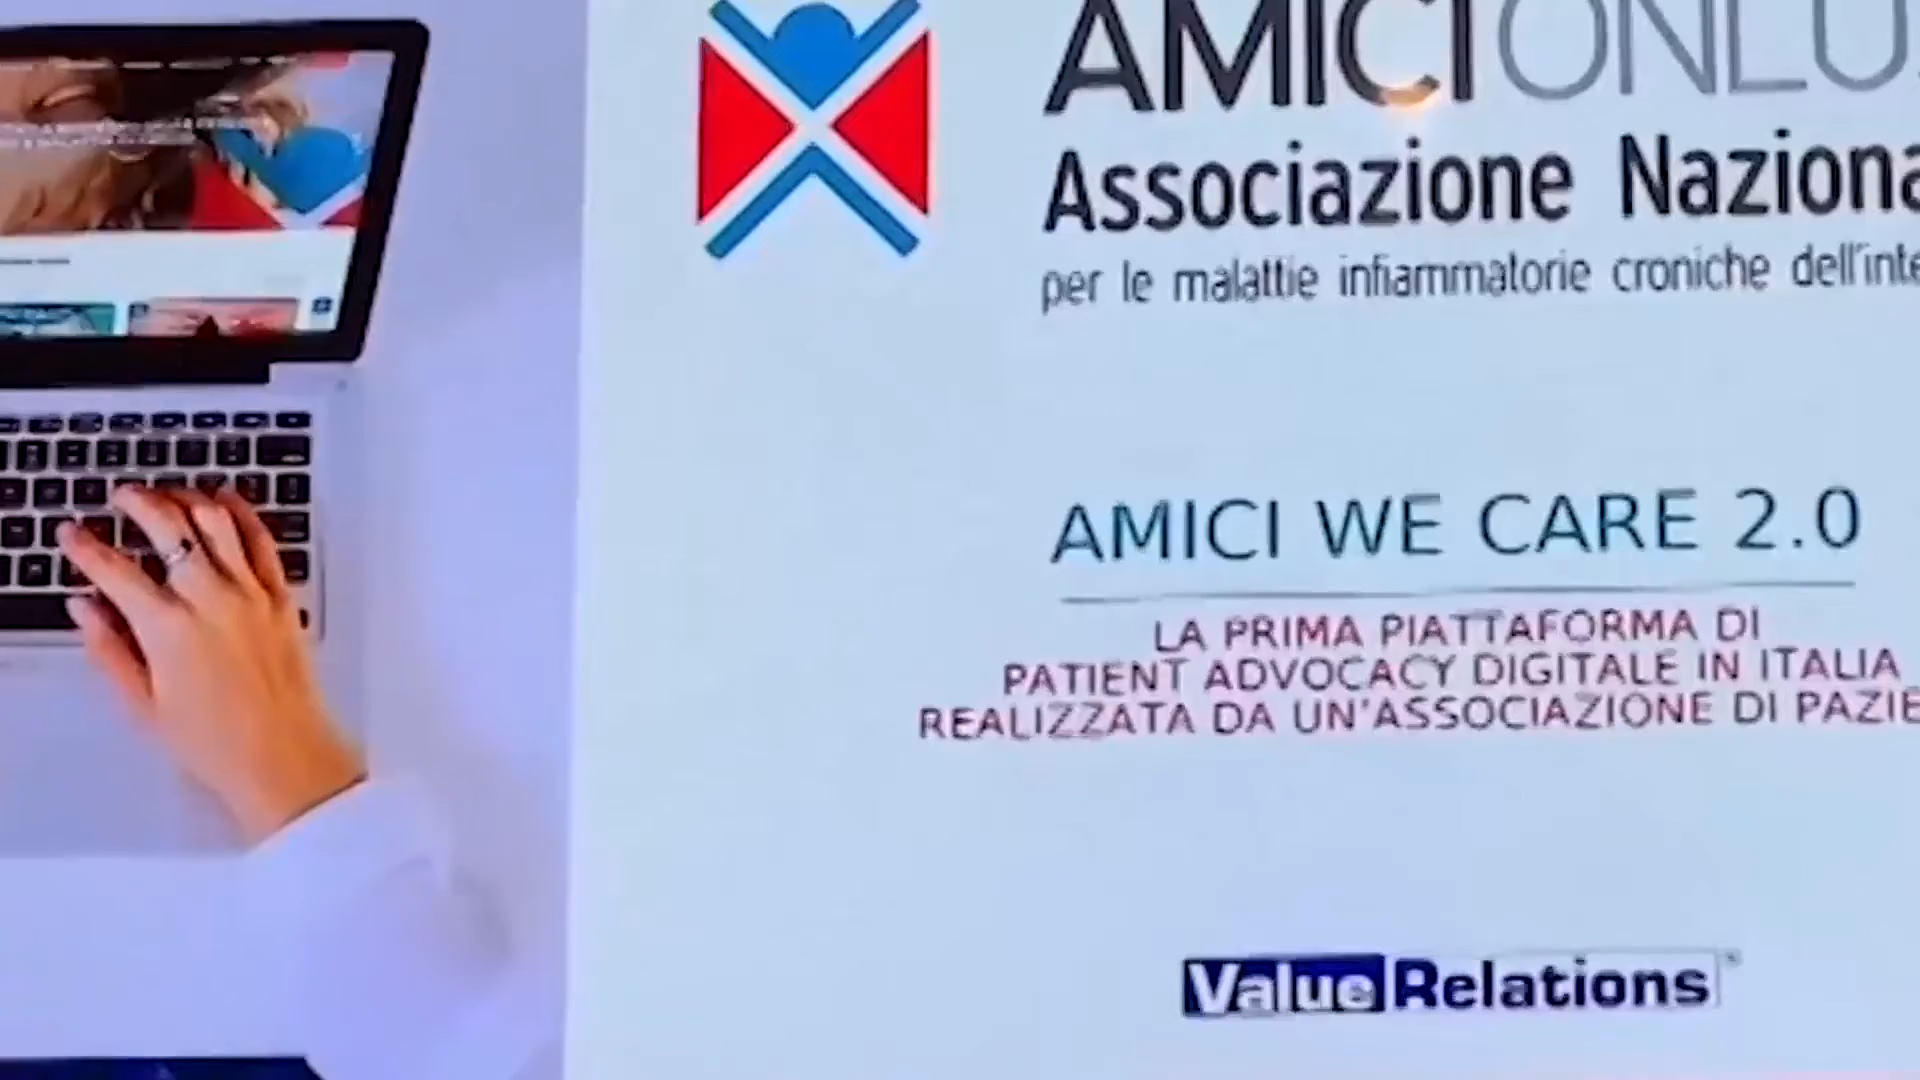 AMICI ONLUS
Associazione Naziona
per le malattie infiammatorie croniche dell'inte
AMICI WE CARE 2.0
LA PRIMA PIATTAFORMA DI
PATIENT ADVOCACY DIGITALE IN ITALIA
REALIZZATA DA UN'ASSOCIAZIONE DI PAZIE
ValueRelations